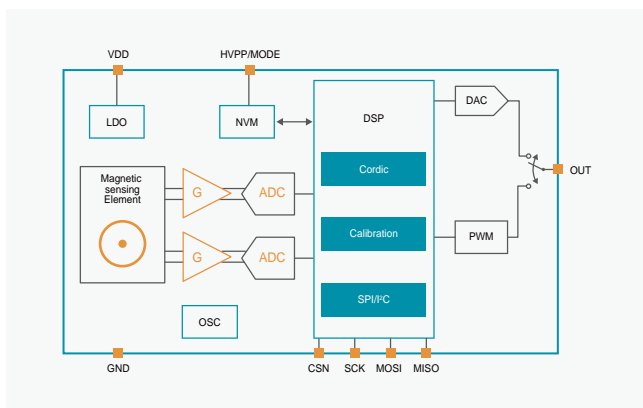 VDD
HVPP/MODE
LDO
NVM
DSP
DAC
Magnetic
sensing
Element
G
ADC
Cordic
OUT
G
ADC
Calibration
PWM
OSC
SPI/I²C
GND
CSN
SCK
MOSI
MISO